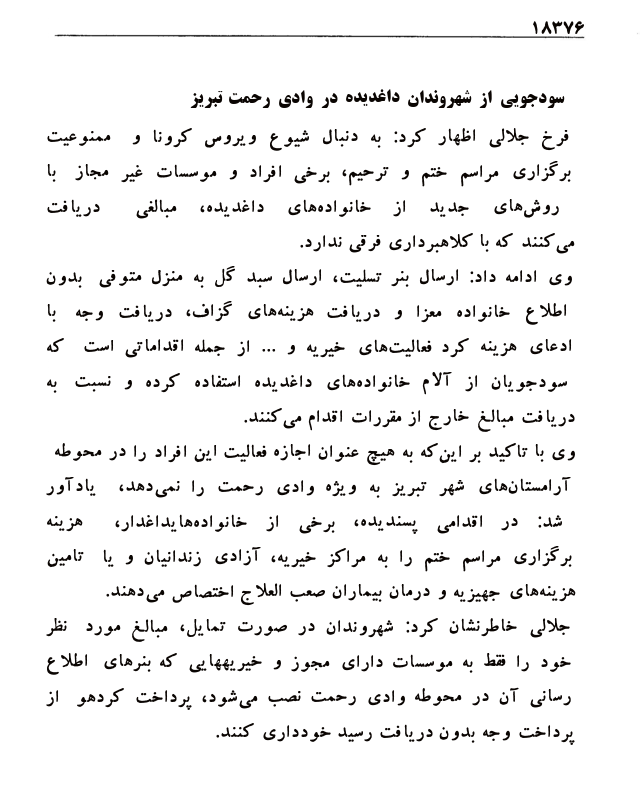 ۱۸۳۷۶
سودجویی از شهروندان داغدیده در وادی رحمت تبریز
فرخ جلالی اظهار کرد: به دنبال شیوع ویروس کرونا و ممنوعیت
برگزاری مراسم ختم و ترحیم، برخی افراد و موسسات غیر مجاز با
روش‌های جدید از خانواده‌های داغدیده، مبالغی دریافت
می‌کنند که با کلاهبرداری فرقی ندارد.
وی ادامه داد: ارسال بنر تسلیت، ارسال سبد گل به منزل متوفی بدون
اطلاع خانواده معزا و دریافت هزینه‌های گزاف، دریافت وجه با
ادعای هزینه کرد فعالیت‌های خیریه و ... از جمله اقداماتی است که
سودجویان از آلام خانواده‌های داغدیده استفاده کرده و نسبت به
دریافت مبالغ خارج از مقررات اقدام می‌کنند.
وی با تاکید بر این‌که به هیچ عنوان اجازه فعالیت این افراد را در محوطه
آرامستان‌های شهر تبریز به ویژه وادی رحمت را نمی‌دهد، یادآور
شد: در اقدامی پسندیده، برخی از خانواده‌هایداغدار، هزینه
برگزاری مراسم ختم را به مراکز خیریه، آزادی زندانیان و یا تامین
هزینه‌های جهیزیه و درمان بیماران صعب العلاج اختصاص می‌دهند.
جلالی خاطرنشان کرد: شهروندان در صورت تمایل، مبالغ مورد نظر
خود را فقط به موسسات دارای مجوز و خیریههایی که بنرهای اطلاع
رسانی آن در محوطه وادی رحمت نصب می‌شود، پرداخت کردهو از
پرداخت وجه بدون دریافت رسید خودداری کنند.